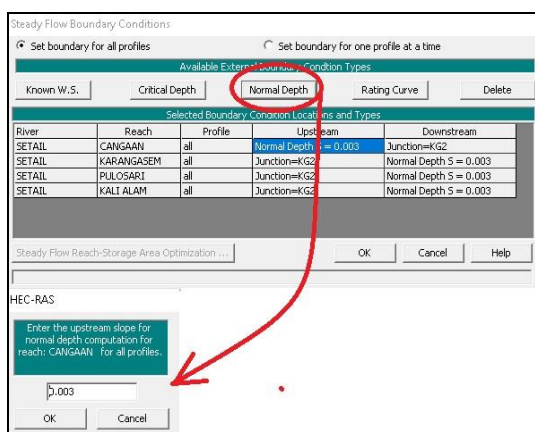 Steady Flow Boundary Conditions
Set boundary for all profiles Set boundary for one profile at a time
Available External Boundary Condtion Types
Known W.S. Critical Depth Normal Depth Rating Curve Delete
Selected Boundary Condition Locations and Types
River Reach Profile Upstream Downstream
SETAIL CANGAAN all Normal Depth S = 0.003 Junction=KG2
SETAIL KARANGASEM all Junction=KG2 Normal Depth S = 0.003
SETAIL PULOSARI all Junction=KG2 Normal Depth S = 0.003
SETAIL KALI ALAM all Junction=KG2 Normal Depth S = 0.003
Steady Flow Reach-Storage Area Optimization ... OK Cancel Help
HEC-RAS
Enter the upstream slope for
normal depth computation for
reach: CANGAAN for all profiles.
0.003
OK Cancel